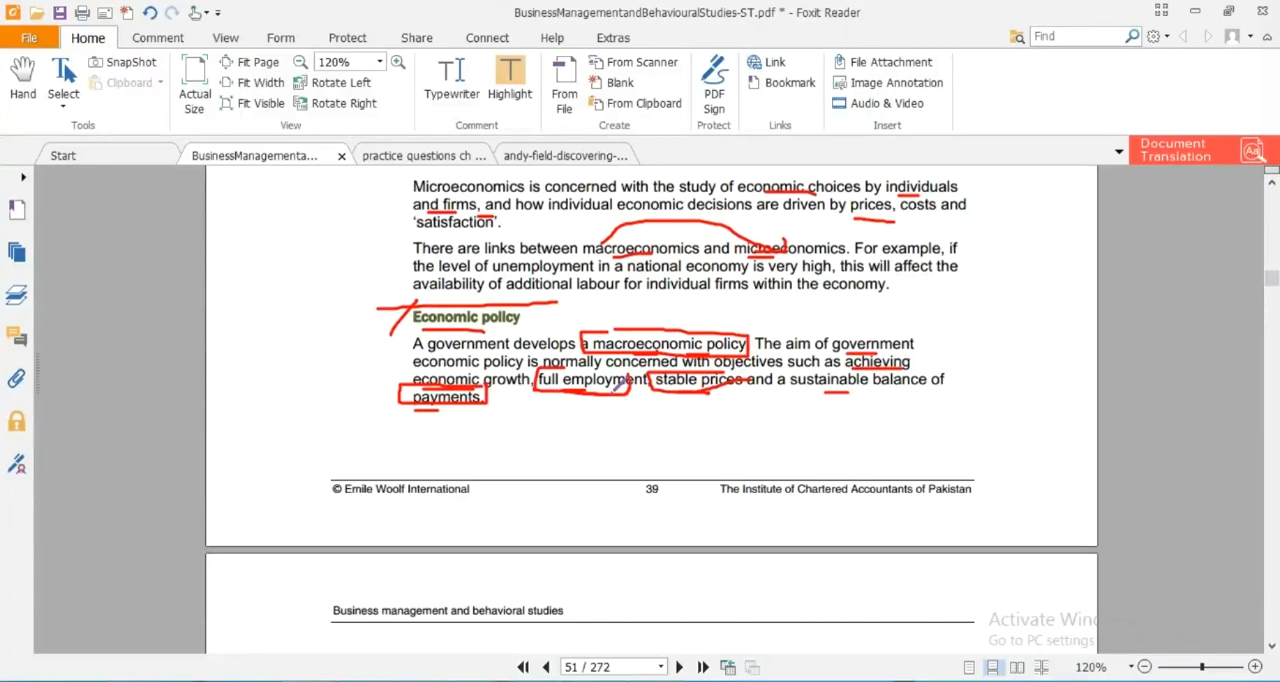 BusinessManagementandBehaviouralStudies-ST.pdf * - Foxit Reader
File Home Comment View Form Protect Share Connect Help Extras Find
Hand
Select
SnapShot
Clipboard
Actual
Size
Fit Page
Fit Width
Fit Visible
120%
Rotate Left
Rotate Right
Typewriter
Highlight
From
File
From Scanner
Blank
From Clipboard
PDF
Sign
Link
Bookmark
File Attachment
Image Annotation
Audio & Video
Tools View Comment Create Protect Links Insert
Start BusinessManagementa... practice questions ch ... andy-field-discovering-...
Document
Translation
Microeconomics is concerned with the study of economic choices by individuals
and firms, and how individual economic decisions are driven by prices, costs and
‘satisfaction’.
There are links between macroeconomics and microeconomics. For example, if
the level of unemployment in a national economy is very high, this will affect the
availability of additional labour for individual firms within the economy.
Economic policy
A government develops a macroeconomic policy. The aim of government
economic policy is normally concerned with objectives such as achieving
economic growth, full employment, stable prices and a sustainable balance of
payments.
© Emile Woolf International 39 The Institute of Chartered Accountants of Pakistan
Business management and behavioral studies
Go to PC settings
51 / 272
120%